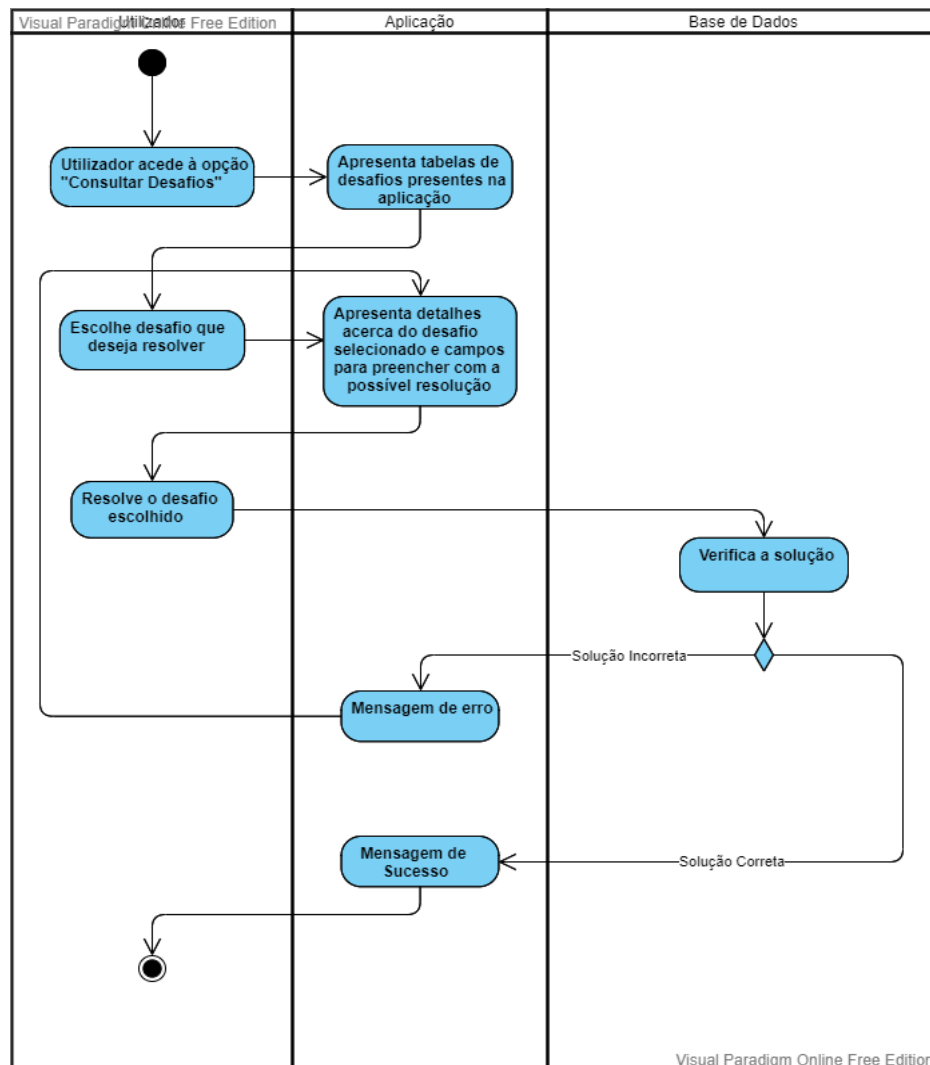 Visual Paradigm Online Free Edition
Utilizador
Aplicação
Base de Dados
Utilizador acede à opção
"Consultar Desafios"
Apresenta tabelas de
desafios presentes na
aplicação
Escolhe desafio que
deseja resolver
Apresenta detalhes
acerca do desafio
selecionado e campos
para preencher com a
possível resolução
Resolve o desafio
escolhido
Verifica a solução
Solução Incorreta
Mensagem de erro
Mensagem de
Sucesso
Solução Correta
Visual Paradigm Online Free Edition